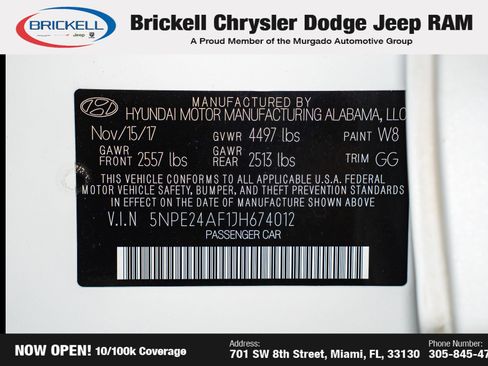 BRICKELL
Brickell Chrysler Dodge Jeep RAM
A Proud Member of the Murgado Automotive Group
MANUFACTURED BY
HYUNDAI MOTOR MANUFACTURING ALABAMA, LLC
Nov/15/17 GVWR 4497 lbs PAINT W8
GAWR FRONT 2557 lbs GAWR REAR 2513 lbs TRIM GG
THIS VEHICLE CONFORMS TO ALL APPLICABLE U.S.A. FEDERAL
MOTOR VEHICLE SAFETY, BUMPER, AND THEFT PREVENTION STANDARDS
IN EFFECT ON THE DATE OF MANUFACTURE SHOWN ABOVE.
V.I.N 5NPE24AF1JH674012
PASSENGER CAR
NOW OPEN! 10/100k Coverage
Address:
701 SW 8th Street, Miami, FL, 33130
Phone Number:
305-845-47